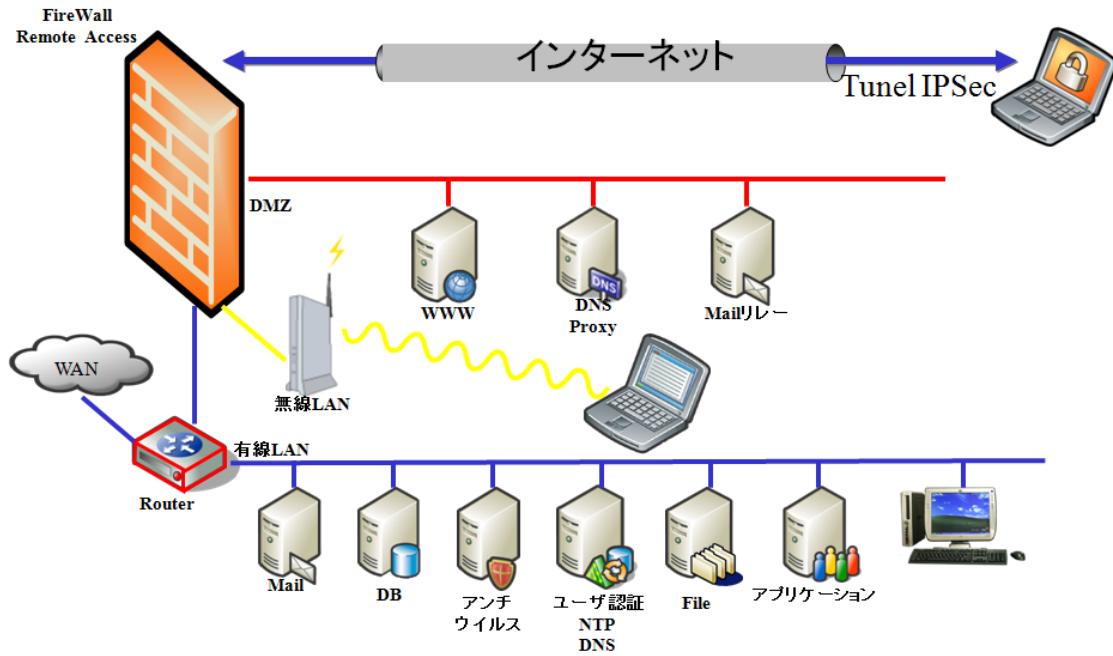 FireWall
Remote Access
インターネット
Tunel IPSec
DMZ
WWW
DNS
DNS
Proxy
Mailリレー
WAN
無線LAN
有線LAN
Router
Mail
DB
アンチ
ウイルス
ユーザ認証
NTP
DNS
File
アプリケーション